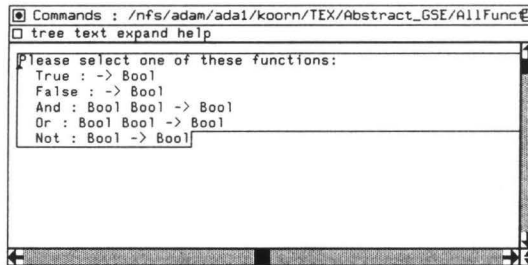 Commands : /nfs/adam/ada1/koorn/TEX/Abstract_GSE/AllFunct
tree text expand help
Please select one of these functions:
True : -> Bool
False : -> Bool
And : Bool Bool -> Bool
Or : Bool Bool -> Bool
Not : Bool -> Bool